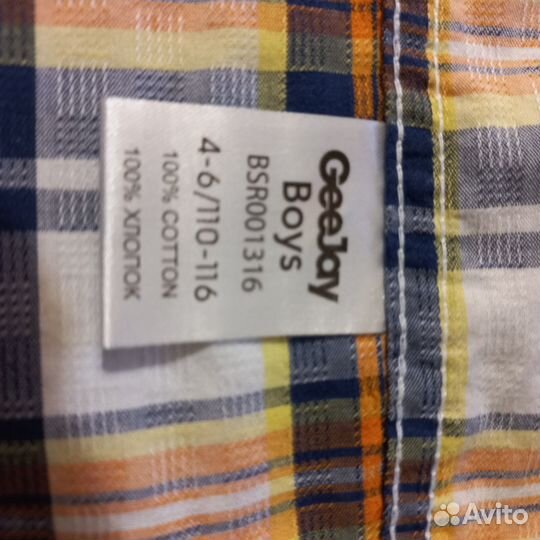 GeeJay
Boys
BSR001316
4-6/110-116
100% COTTON
100% ХЛОПОК
Avito